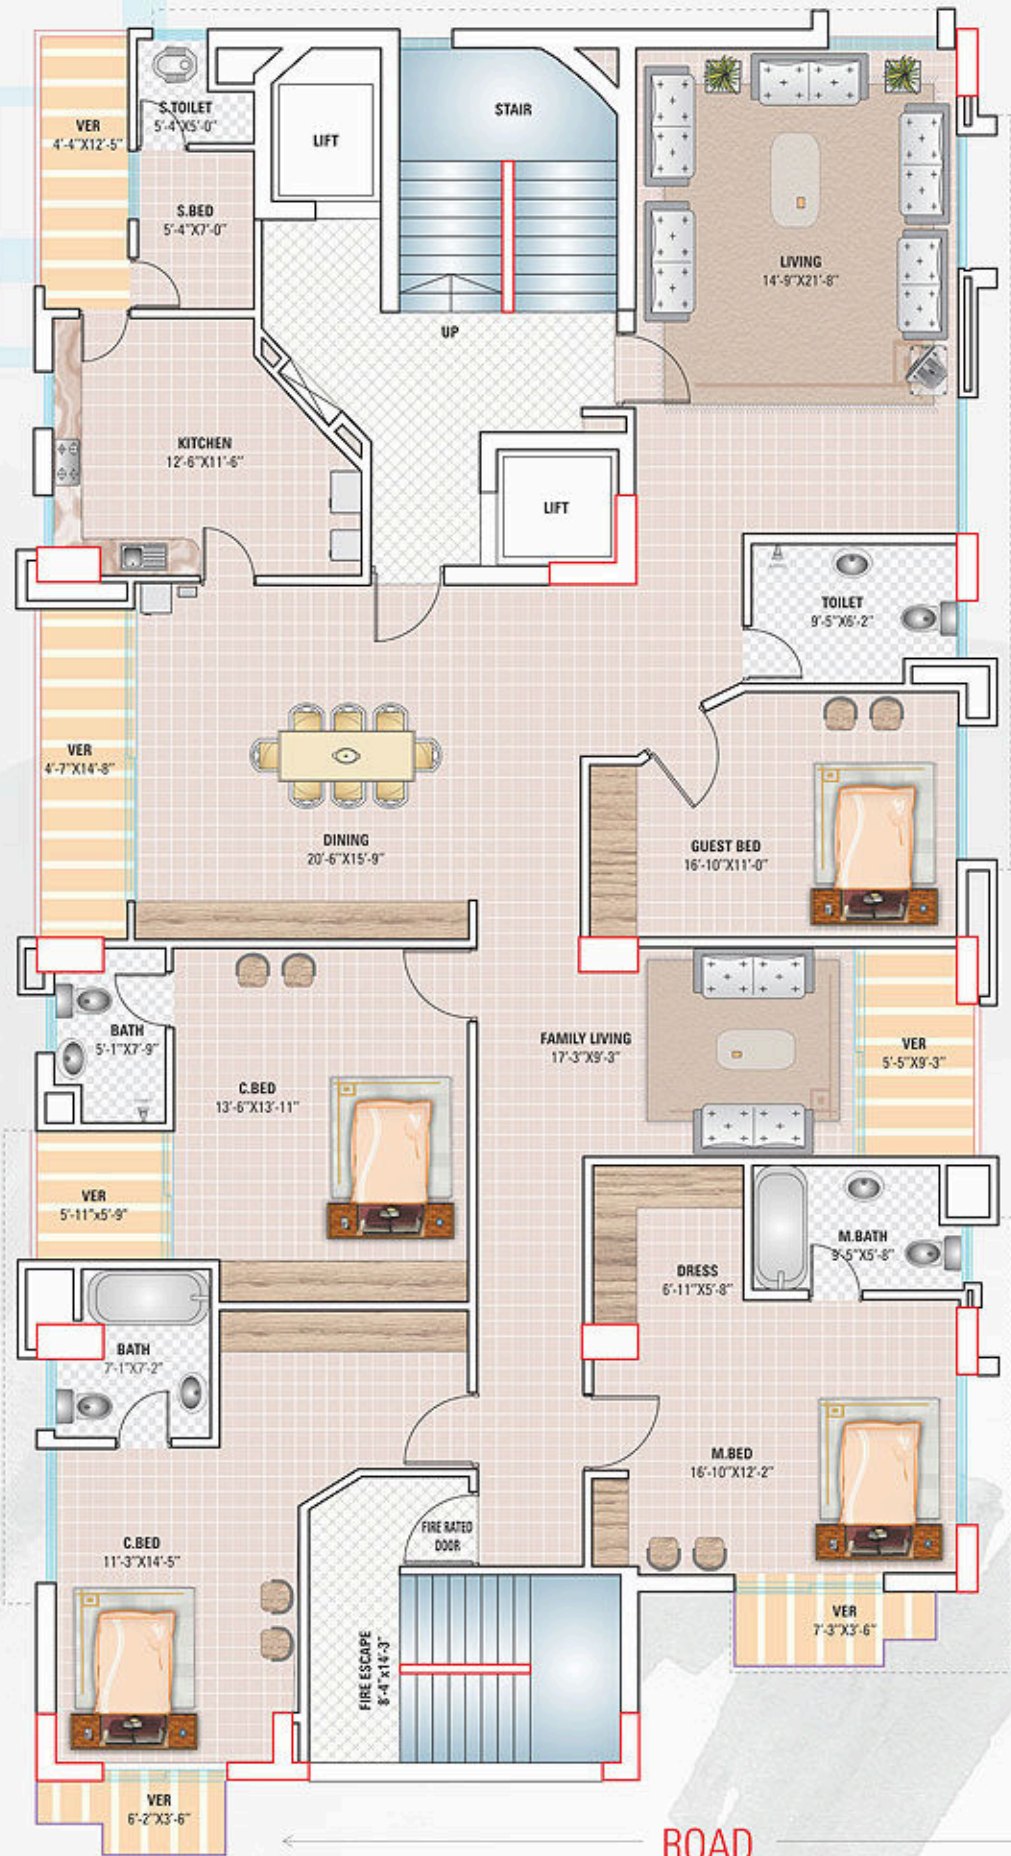 STAIR
S.TOILET
5'-4"X5'-0"
VER
4'-4"X12'-5"
LIFT
S.BED
5'-4"X7'-0"
LIVING
14'-9"X21'-8"
UP
KITCHEN
12'-6"X11'-6"
LIFT
TOILET
9'-5"X6'-2"
VER
4'-7"X14'-8"
DINING
20'-6"X15'-9"
GUEST BED
16'-10"X11'-0"
BATH
5'-1"X7'-9"
FAMILY LIVING
17'-3"X9'-3"
VER
5'-5"X9'-3"
C.BED
13'-6"X13'-11"
VER
5'-11"x5'-9"
M.BATH
9'-5"X5'-8"
DRESS
6'-11"X5'-8"
BATH
7'-1"X7'-2"
M.BED
16'-10"X12'-2"
FIRE RATED
DOOR
C.BED
11'-3"X14'-5"
FIRE ESCAPE
8'-4"x14'-3"
VER
7'-3"X3'-6"
VER
6'-2"X3'-6"
ROAD